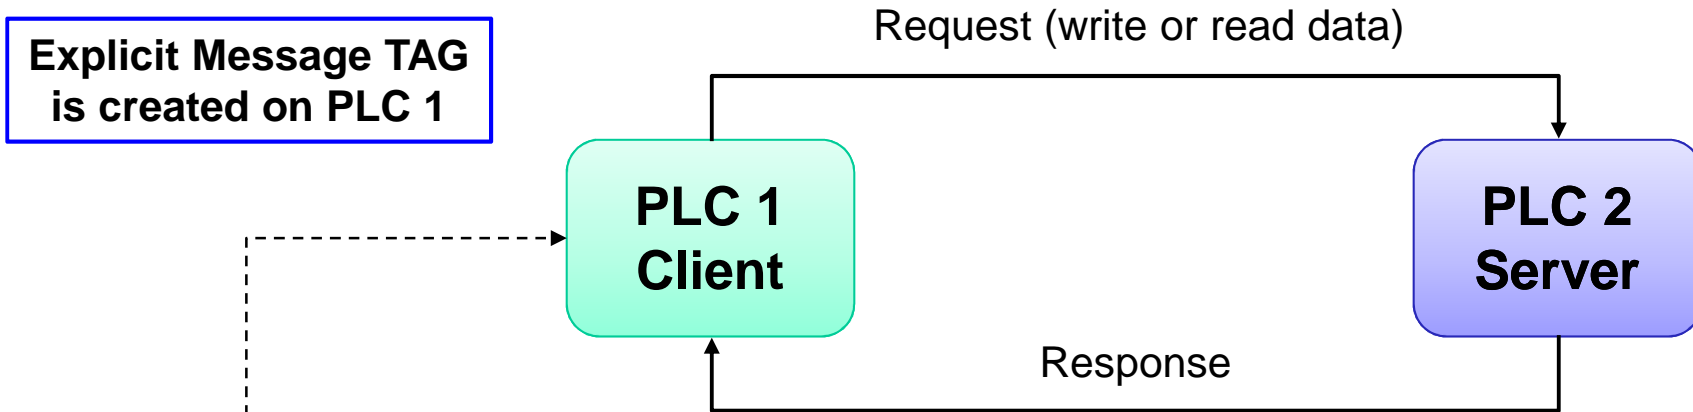 Request (write or read data)
Explicit Message TAG
is created on PLC 1
PLC 1
Client
PLC 2
Server
Response